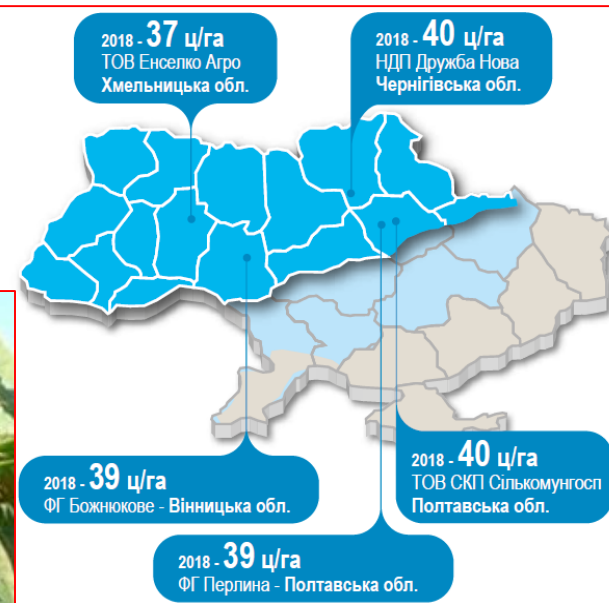 2018 - 37 ц/га
ТОВ Енселко Агро
Хмельницька обл.
2018 - 40 ц/га
НДП Дружба Нова
Чернігівська обл.
2018 - 39 ц/га
ФГ Божнюкове - Вінницька обл.
2018 - 40 ц/га
ТОВ СКП Сількомунгосп
Полтавська обл.
2018 - 39 ц/га
ФГ Перлина - Полтавська обл.